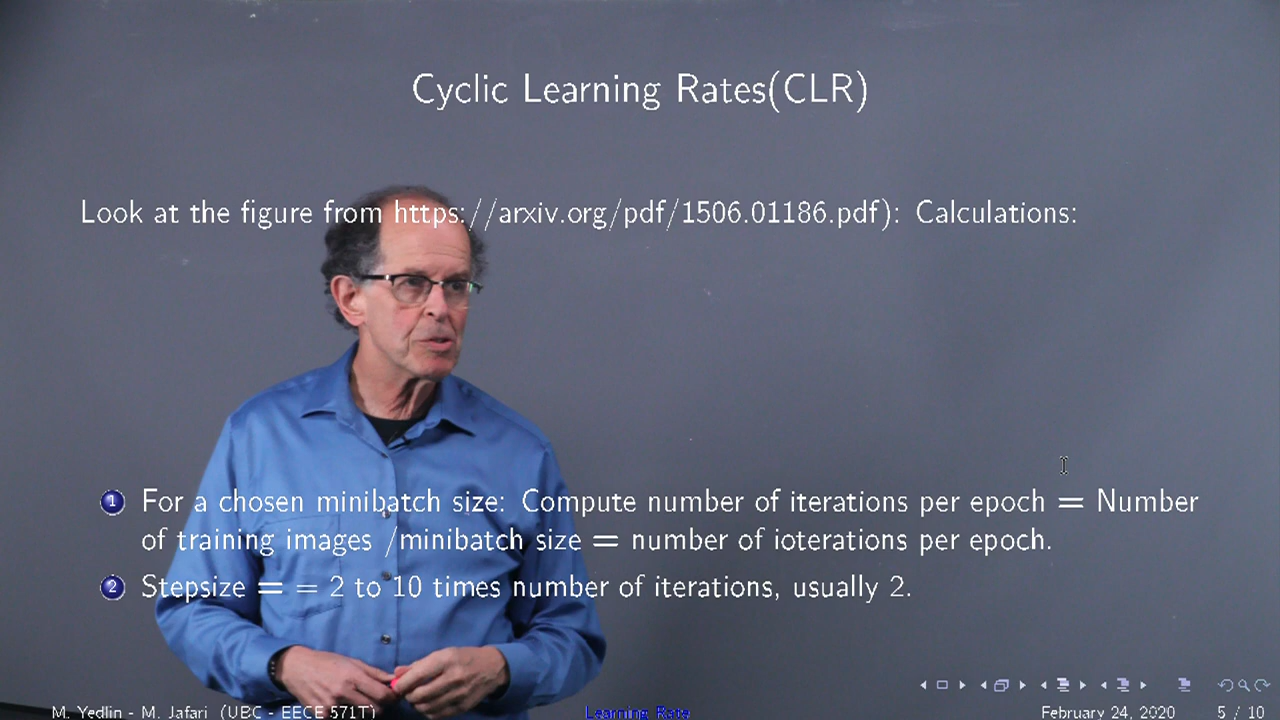 Cyclic Learning Rates(CLR)
Look at the figure from https://arxiv.org/pdf/1506.01186.pdf): Calculations:
1 For a chosen minibatch size: Compute number of iterations per epoch = Number
of training images /minibatch size = number of ioterations per epoch.
2 Stepsize = = 2 to 10 times number of iterations, usually 2.
M. Yedlin - M. Jafari (UBC - EECE 571T) Learning Rate February 24, 2020 5 / 10